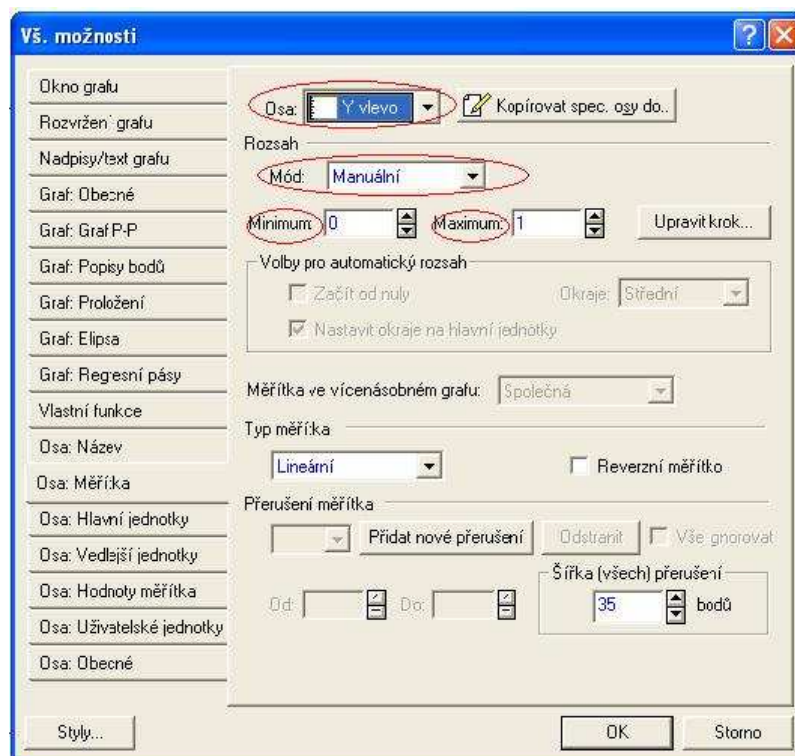 Vš. možnosti
Okno grafu
Rozvržení grafu
Nadpisy/text grafu
Graf: Obecné
Graf: Graf P-P
Graf: Popisy bodů
Graf: Proložení
Graf: Elipsa
Graf: Regresní pásy
Vlastní funkce
Osa: Název
Osa: Měřítka
Osa: Hlavní jednotky
Osa: Vedlejší jednotky
Osa: Hodnoty měřítka
Osa: Uživatelské jednotky
Osa: Obecné
Osa: Y vlevo Kopírovat spec. osy do..
Rozsah
Mód: Manuální
Minimum: 0 Maximum: 1 Upravit krok...
Volby pro automatický rozsah
Začít od nuly Okraje: Střední
Nastavit okraje na hlavní jednotky
Měřítka ve vícenásobném grafu: Společná
Typ měřítka
Lineární Reverzní měřítko
Přerušení měřítka
Přidat nové přerušení Odstranit Vše ignorovat
Šířka (všech) přerušení
Od: Do: 35 bodů
Styly... OK Storno